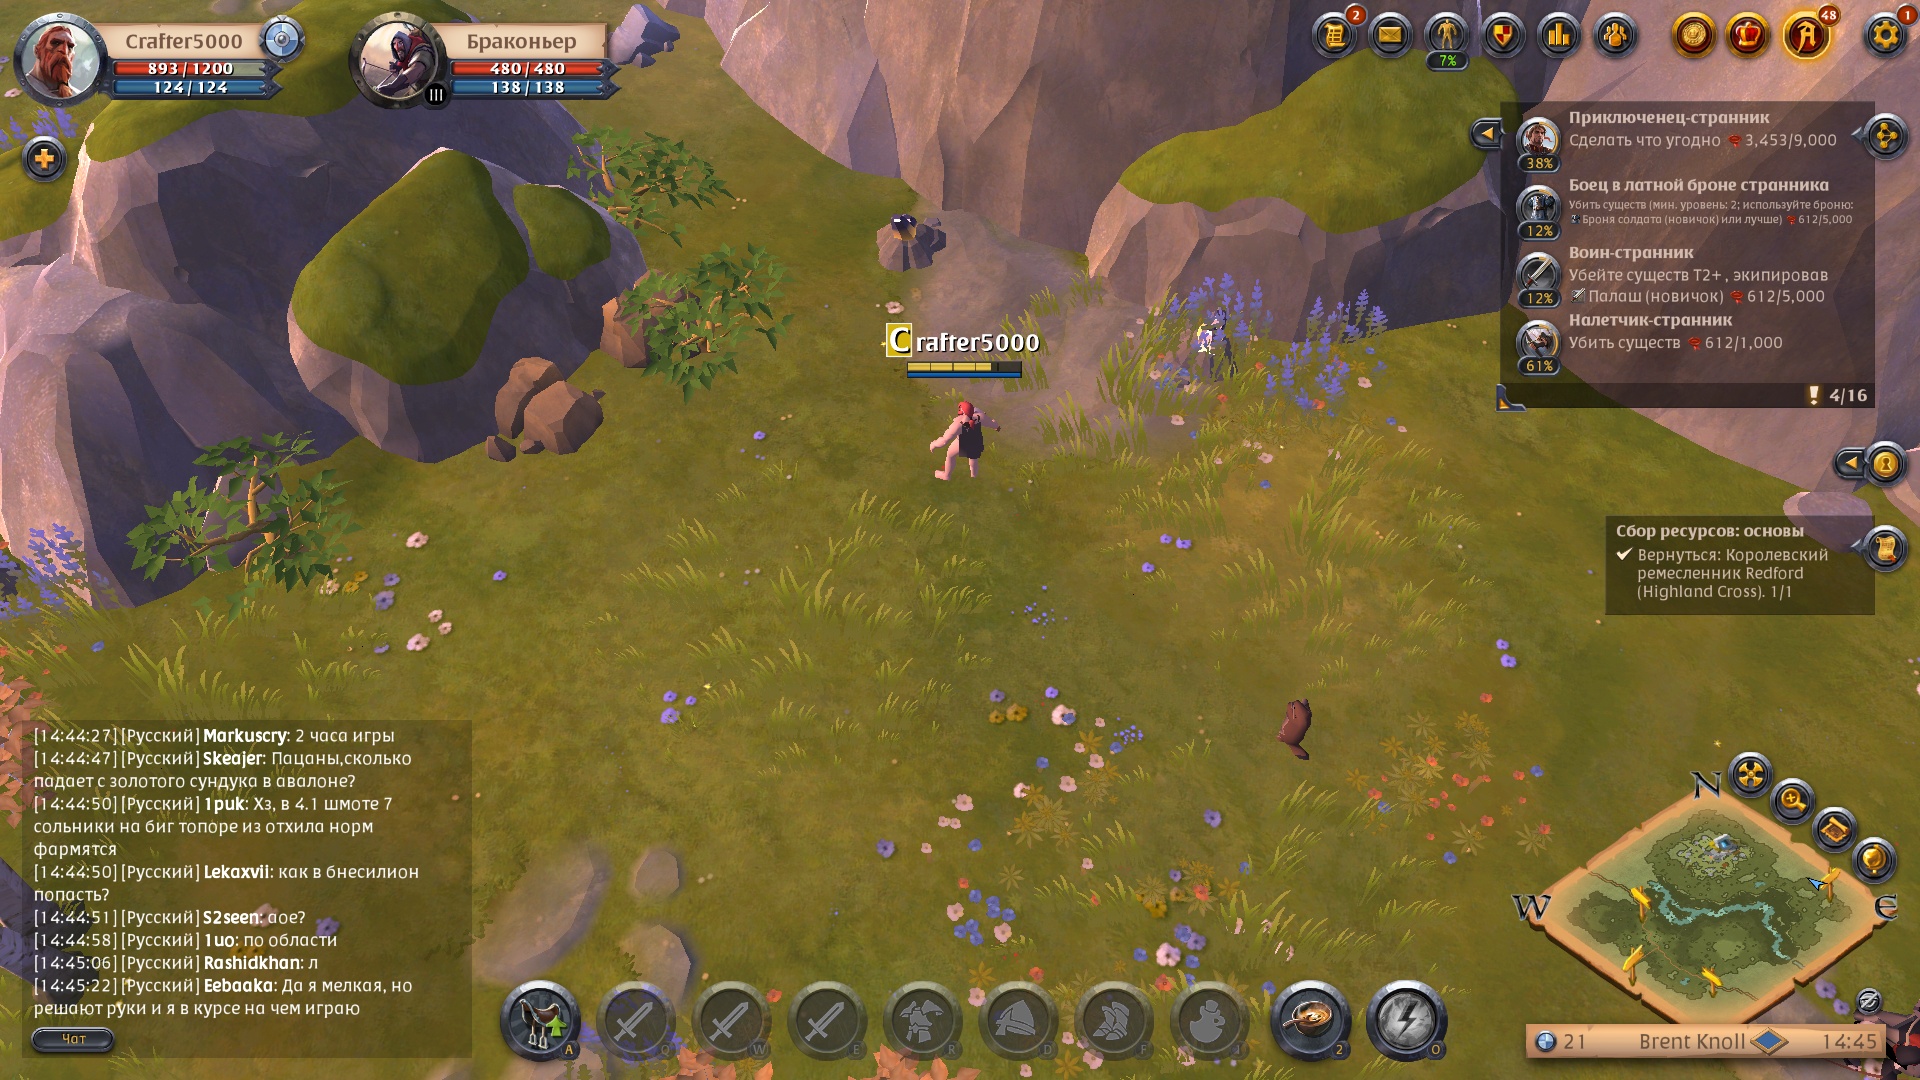 Crafter5000
893 / 1200
124 / 124
Браконьер
480 / 480
138 / 138
III
2
7%
48
1
Приключенец-странник
Сделать что угодно 3,453/9,000
38%
Боец в латной броне странника
Убить существ (мин. уровень: 2; используйте броню:
Броня солдата (новичок) или лучше) 612/5,000
12%
Воин-странник
Убейте существ T2+, экипировав
Палаш (новичок) 612/5,000
12%
Налетчик-странник
Убить существ 612/1,000
61%
4/16
Crafter5000
Сбор ресурсов: основы
Вернуться: Королевский
ремесленник Redford
(Highland Cross). 1/1
[14:44:27] [Русский] Markuscry: 2 часа игры
[14:44:47] [Русский] Skeajer: Пацаны,сколько
падает с золотого сундука в авалоне?
[14:44:50] [Русский] 1puk: Хз, в 4.1 шмоте 7
сольники на биг топоре из отхила норм
фармятся
[14:44:50] [Русский] Lekaxvii: как в бнесилион
попасть?
[14:44:51] [Русский] S2seen: аое?
[14:44:58] [Русский] 1uo: по области
[14:45:06] [Русский] Rashidkhan: л
[14:45:22] [Русский] Eebaaka: Да я мелкая, но
решают руки и я в курсе на чем играю
Чат
A Q W E R D F I 2 O
N
W
E
21 Brent Knoll 14:45